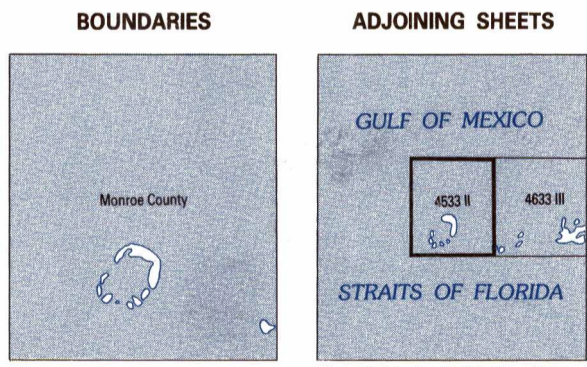 BOUNDARIES
Monroe County
ADJOINING SHEETS
GULF OF MEXICO
4533 II
4633 III
STRAITS OF FLORIDA